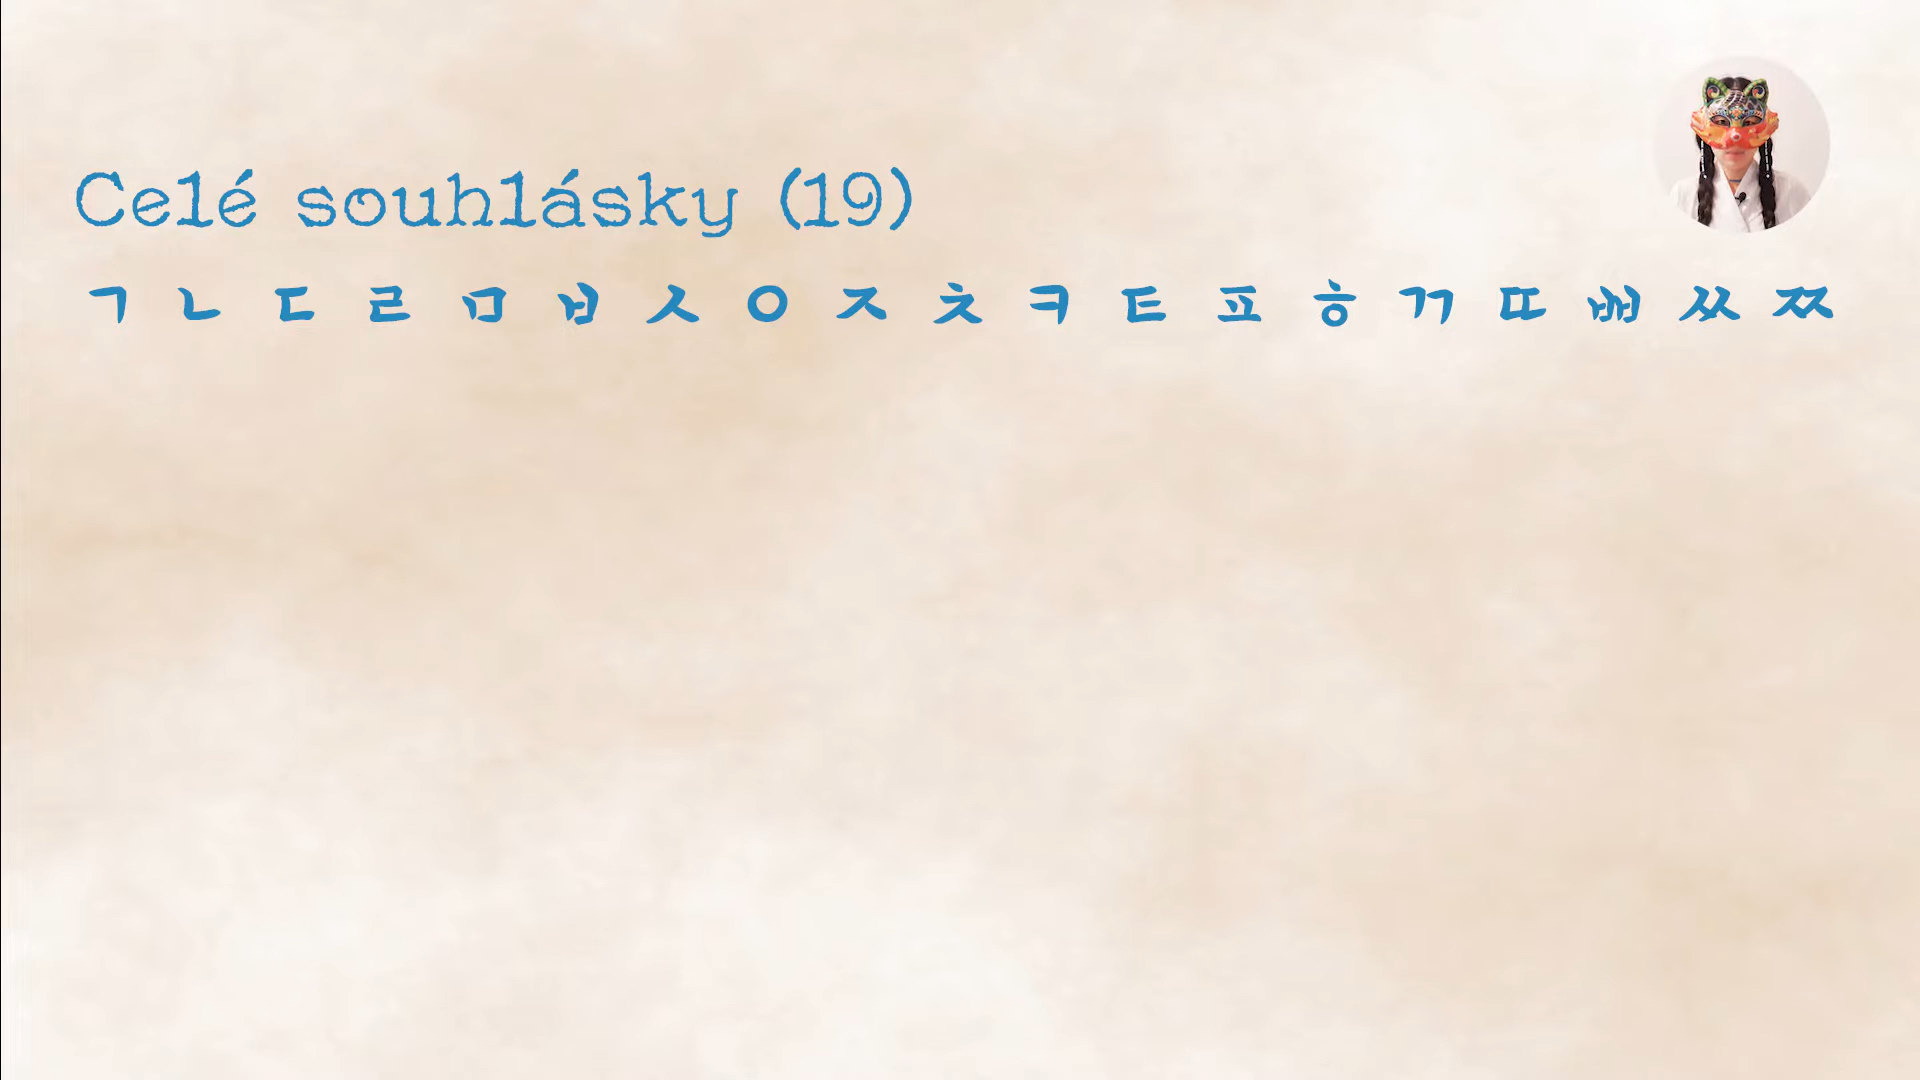 Celé souhlásky (19)
ㄱ ㄴ ㄷ ㄹ ㅁ ㅂ ㅅ ㅇ ㅈ ㅊ ㅋ ㅌ ㅍ ㅎ ㄲ ㄸ ㅃ ㅆ ㅉ